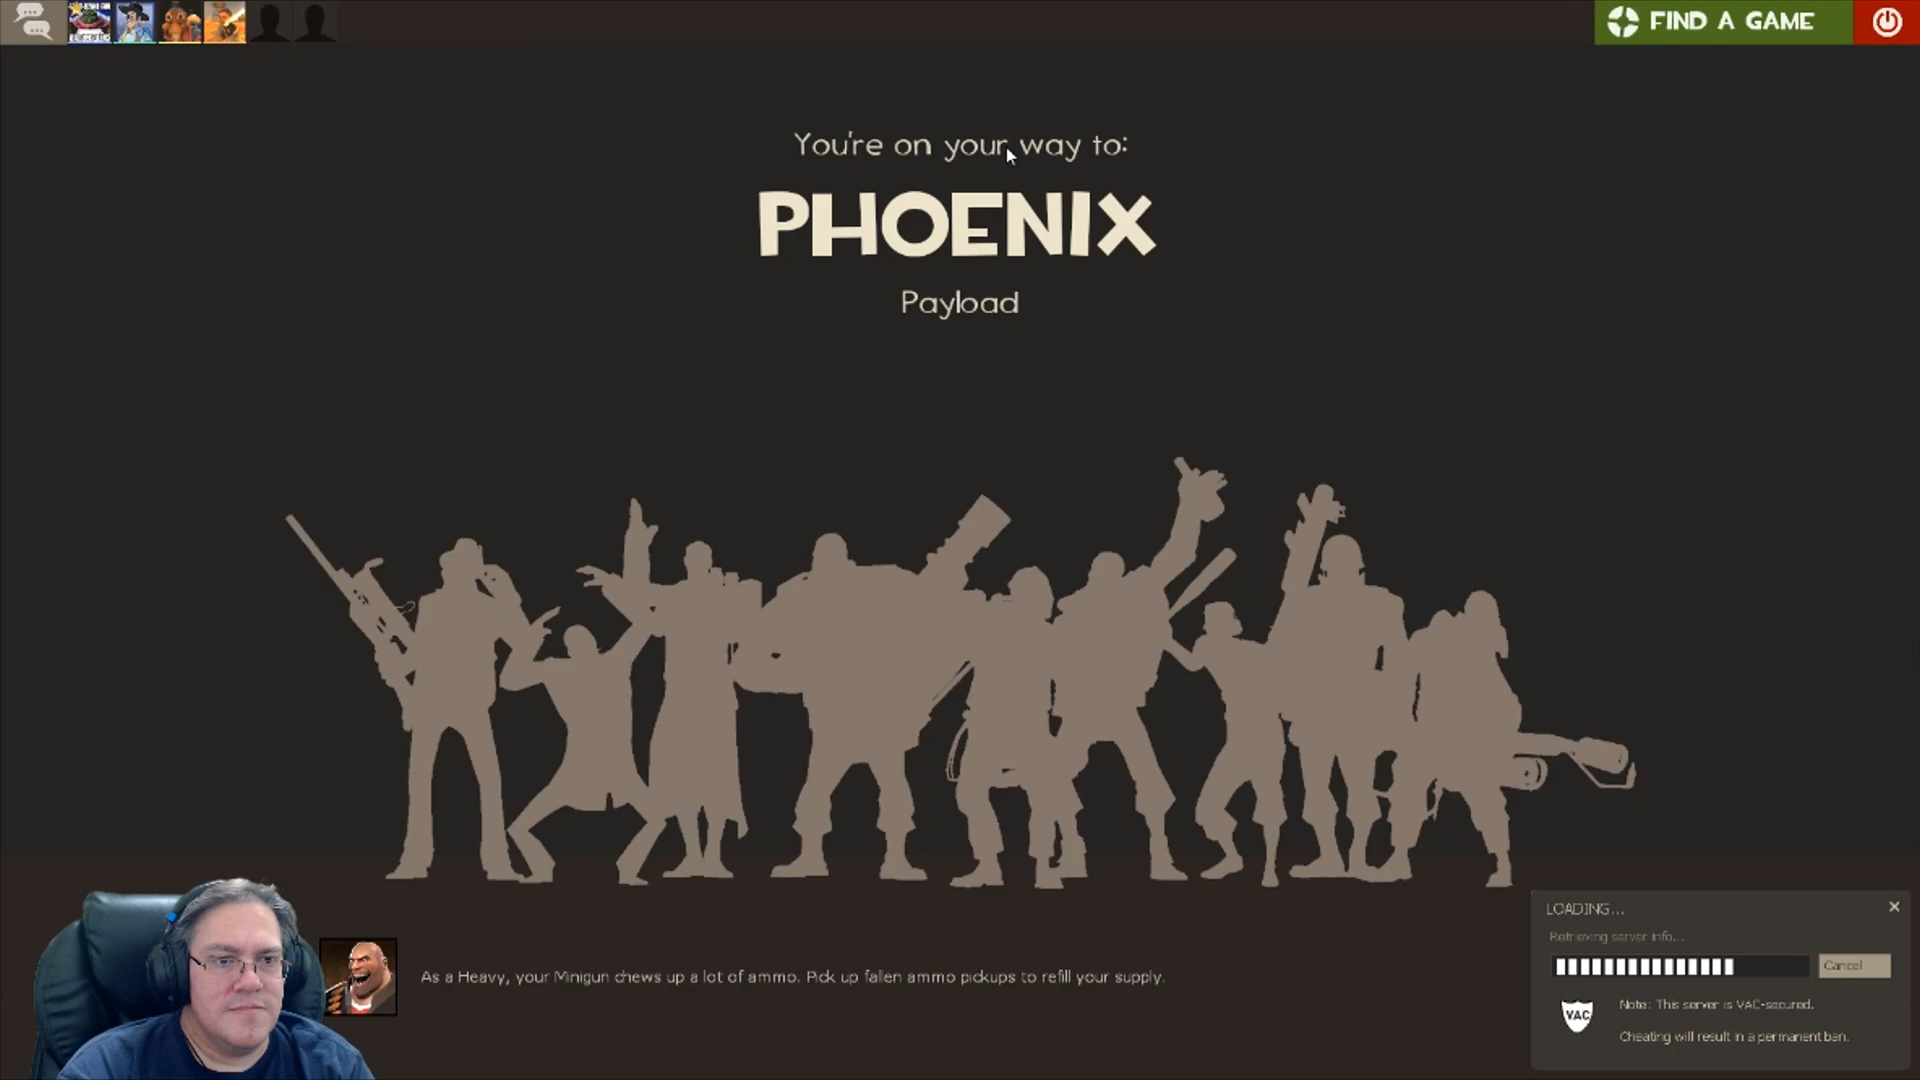 FIND A GAME
You're on your way to:
PHOENIX
Payload
As a Heavy, your Minigun chews up a lot of ammo. Pick up fallen ammo pickups to refill your supply.
LOADING...
Retrieving server info...
Cancel
VAC
Note: This server is VAC-secured.
Cheating will result in a permanent ban.